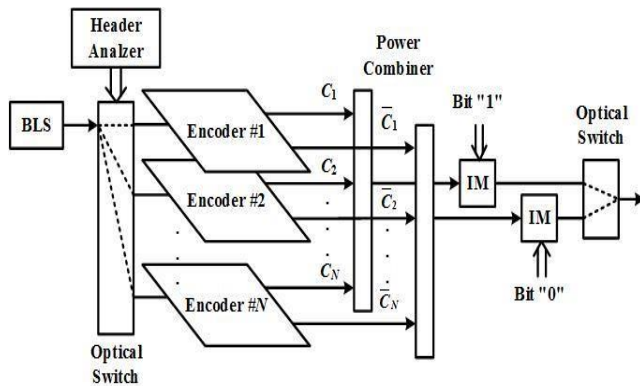 Header
Analzer
BLS
Optical
Switch
Encoder #1
Encoder #2
.
.
.
Encoder #N
C1
C2
.
.
.
CN
Power
Combiner
C̅1
C̅2
.
.
.
C̅N
Bit "1"
IM
IM
Bit "0"
Optical
Switch